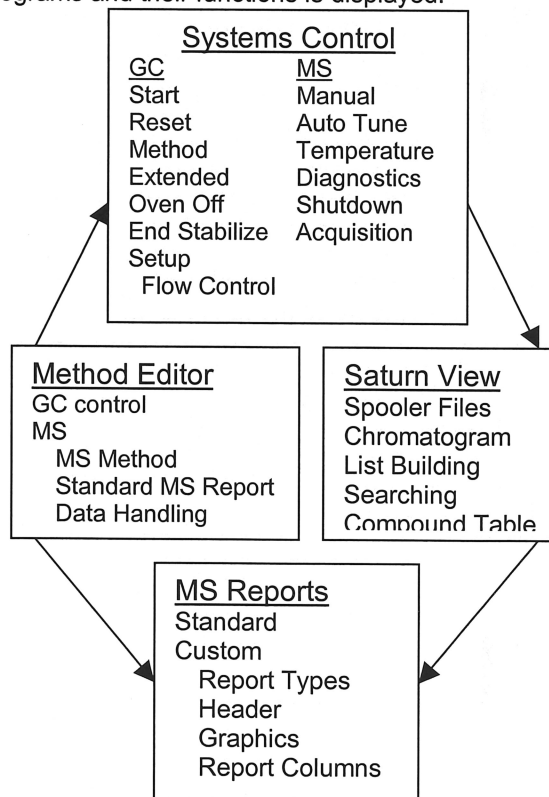 ograms and their functions is displayed.
Systems Control
GC MS
Start Manual
Reset Auto Tune
Method Temperature
Extended Diagnostics
Oven Off Shutdown
End Stabilize Acquisition
Setup
Flow Control
Method Editor
GC control
MS
MS Method
Standard MS Report
Data Handling
Saturn View
Spooler Files
Chromatogram
List Building
Searching
Compound Table
MS Reports
Standard
Custom
Report Types
Header
Graphics
Report Columns